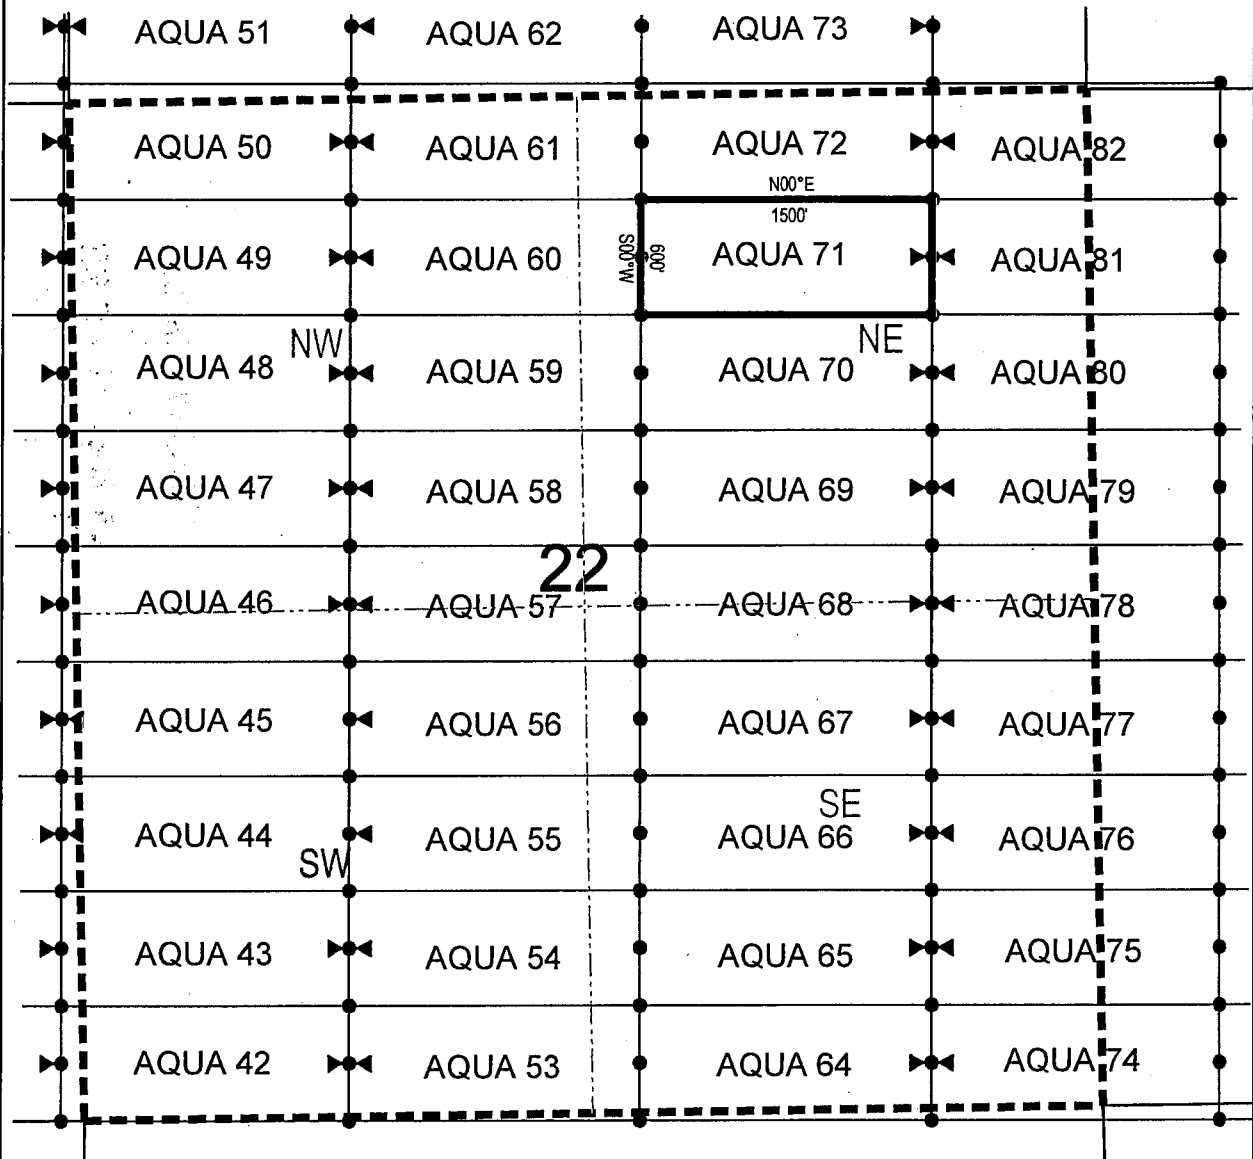 AQUA 51 AQUA 62 AQUA 73
AQUA 50 AQUA 61 AQUA 72 AQUA 82
N00°E
1500'
S00°W
600'
AQUA 49 AQUA 60 AQUA 71 AQUA 81
NW NE
AQUA 48 AQUA 59 AQUA 70 AQUA 80
AQUA 47 AQUA 58 AQUA 69 AQUA 79
22
AQUA 46 AQUA 57 AQUA 68 AQUA 78
AQUA 45 AQUA 56 AQUA 67 AQUA 77
SE
AQUA 44 AQUA 55 AQUA 66 AQUA 76
SW
AQUA 43 AQUA 54 AQUA 65 AQUA 75
AQUA 42 AQUA 53 AQUA 64 AQUA 74